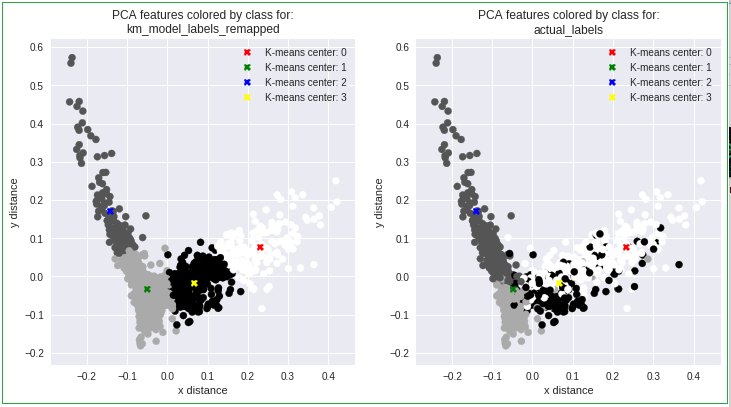 PCA features colored by class for:
km_model_labels_remapped
K-means center: 0
K-means center: 1
K-means center: 2
K-means center: 3
0.6
0.5
0.4
0.3
0.2
0.1
0.0
−0.1
−0.2
y distance
−0.2 −0.1 0.0 0.1 0.2 0.3 0.4
x distance
PCA features colored by class for:
actual_labels
K-means center: 0
K-means center: 1
K-means center: 2
K-means center: 3
0.6
0.5
0.4
0.3
0.2
0.1
0.0
−0.1
−0.2
y distance
−0.2 −0.1 0.0 0.1 0.2 0.3 0.4
x distance